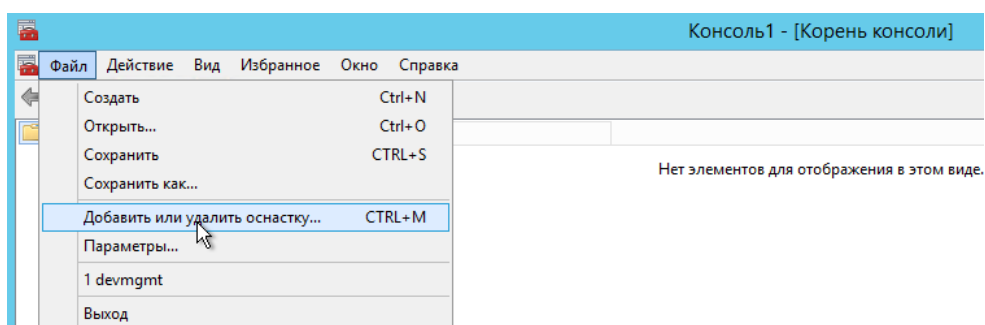 Консоль1 - [Корень консоли]
Файл Действие Вид Избранное Окно Справка
Создать Ctrl+N
Открыть... Ctrl+O
Сохранить CTRL+S
Сохранить как...
Нет элементов для отображения в этом виде.
Добавить или удалить оснастку... CTRL+M
Параметры...
1 devmgmt
Выход